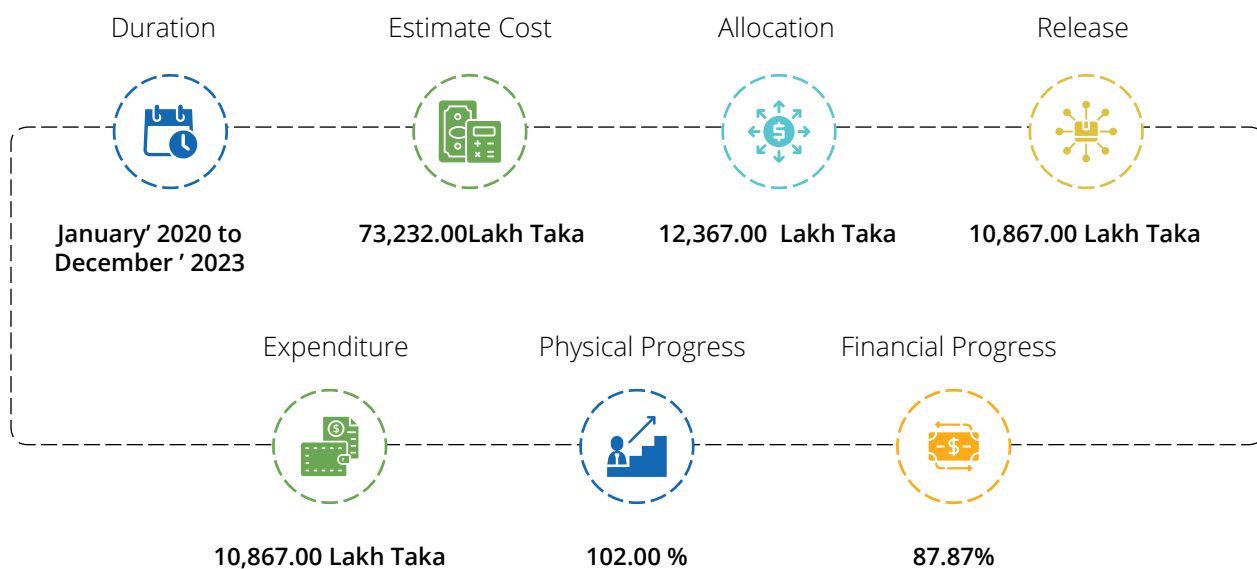 Duration
Estimate Cost
Allocation
Release
January’ 2020 to
December ’ 2023
73,232.00Lakh Taka
12,367.00 Lakh Taka
10,867.00 Lakh Taka
Expenditure
Physical Progress
Financial Progress
10,867.00 Lakh Taka
102.00 %
87.87%